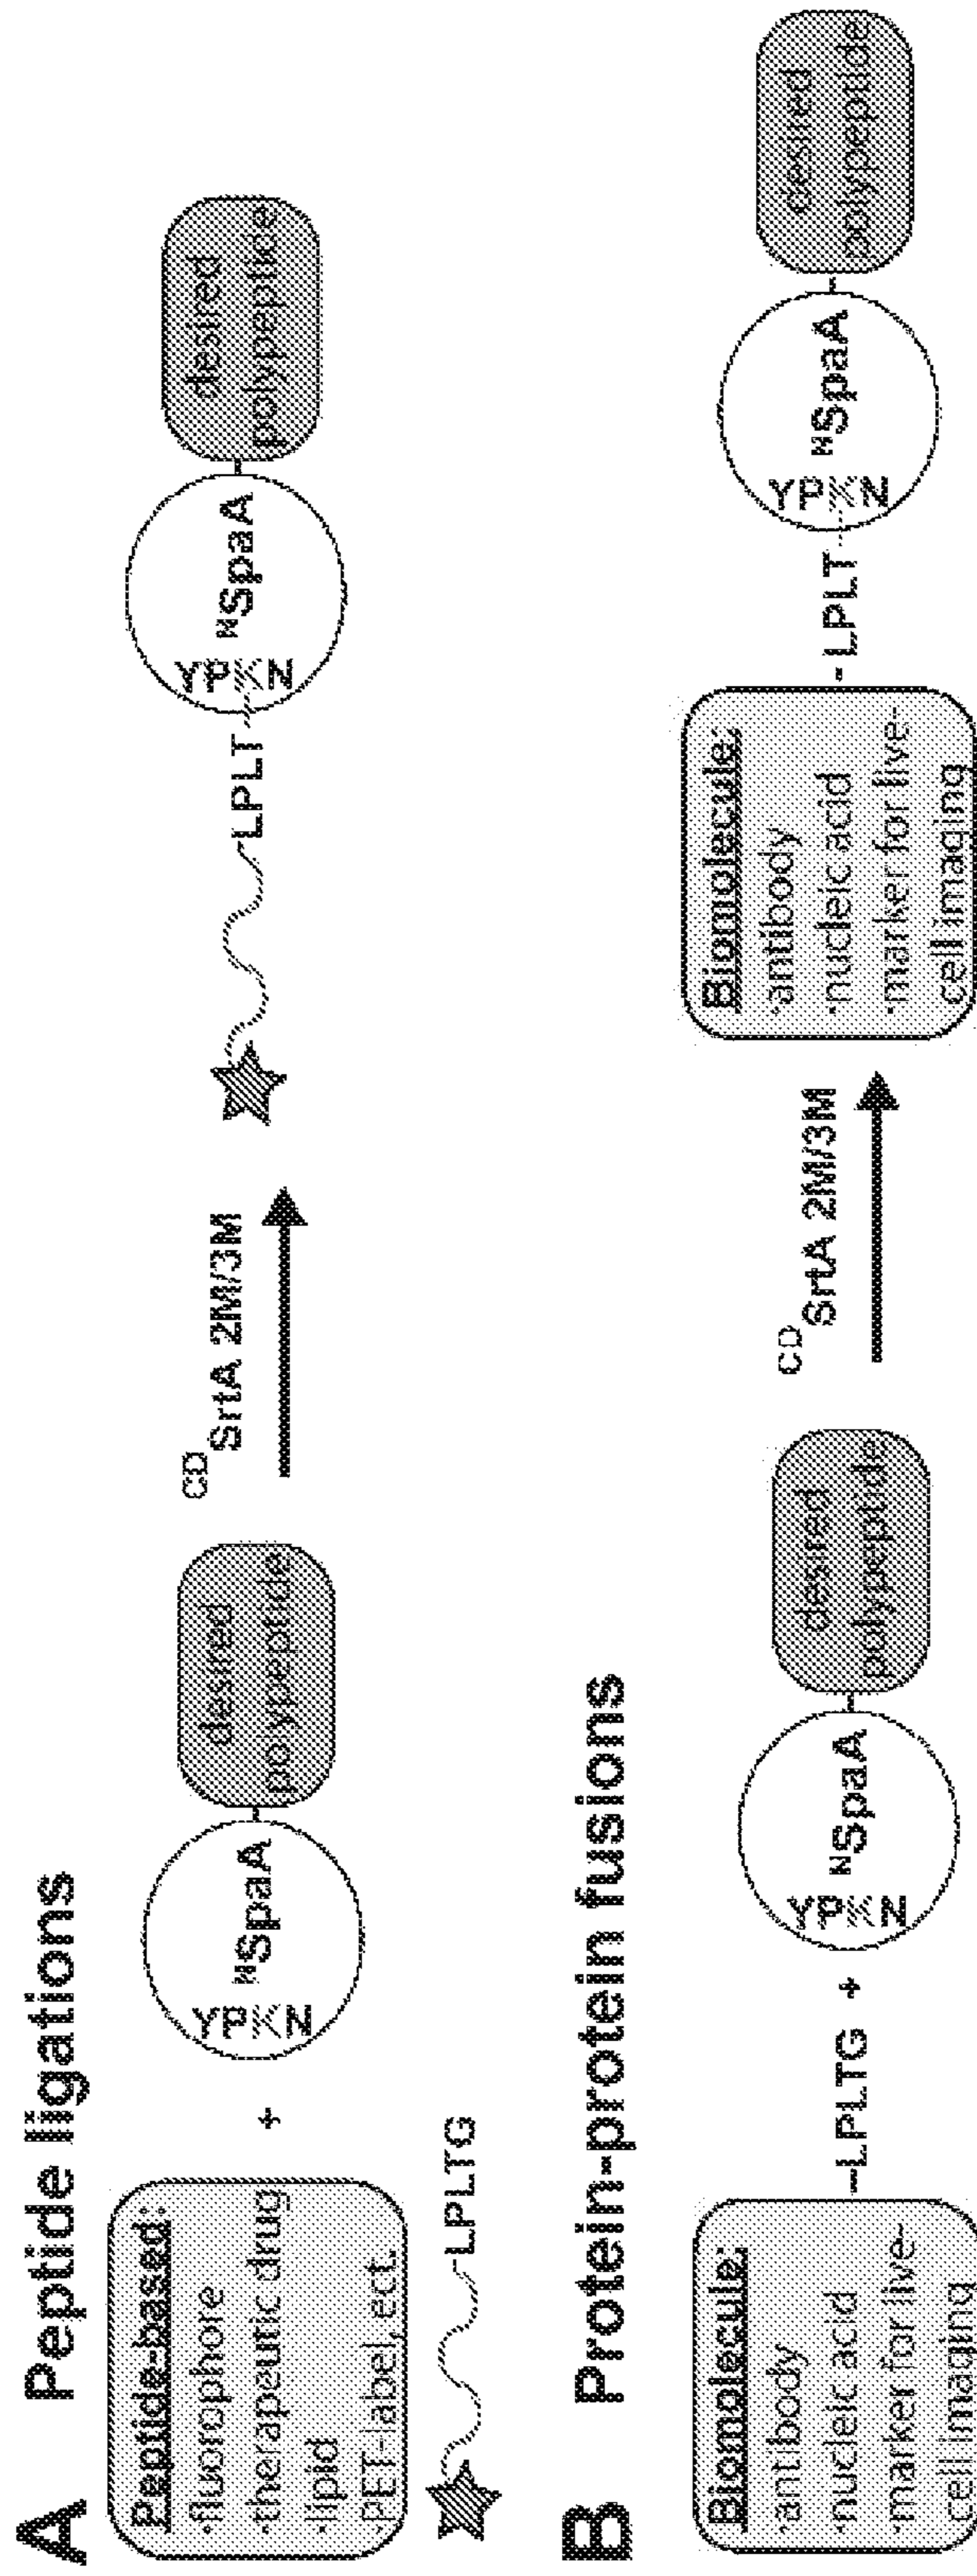 A Peptide ligations
Peptide-based:
·fluorophore
·therapeutic drug
·lipid
·PET-label, ect.
-LPLTG
+
YPKN NSpaA
desired
polypeptide
CD SrtA 2M/3M
-LPLT
YPKN NSpaA
desired
polypeptide
B Protein-protein fusions
Biomolecule:
·antibody
·nucleic acid
·marker for live-
cell imaging
-LPLTG +
YPKN NSpaA
desired
polypeptide
CD SrtA 2M/3M
Biomolecule:
·antibody
·nucleic acid
·marker for live-
cell imaging
-LPLT
YPKN NSpaA
desired
polypeptide